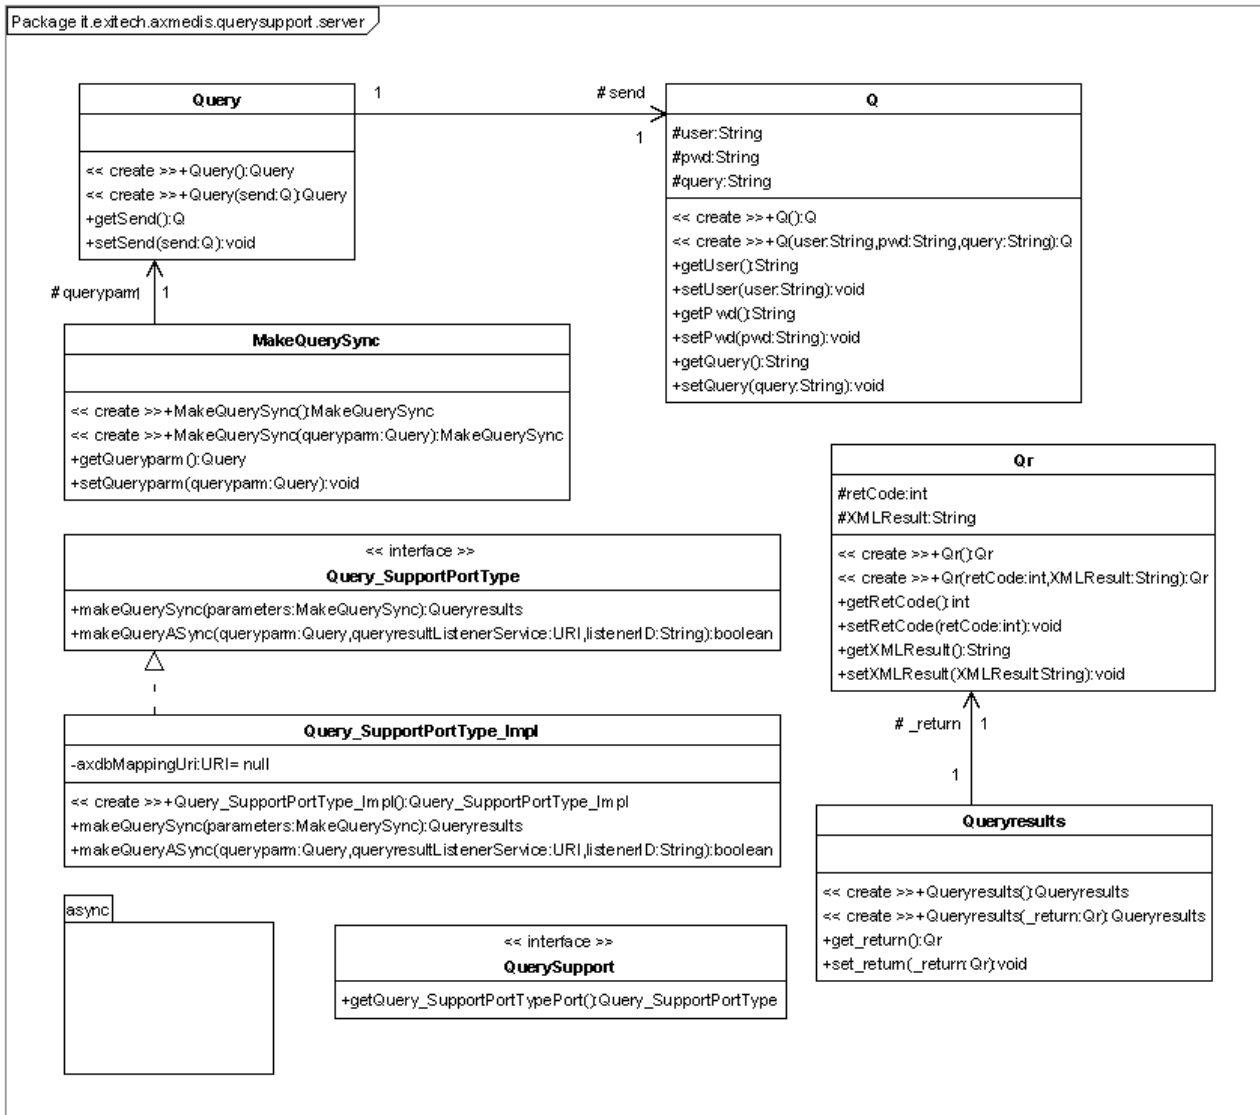 Package it.exitech.axmedis.querysupport.server
Query
<< create >>+Query():Query
<< create >>+Query(send:Q):Query
+getSend():Q
+setSend(send:Q):void
1
#send
1
Q
#user:String
#pwd:String
#query:String
<< create >>+Q():Q
<< create >>+Q(user:String,pwd:String,query:String):Q
+getUser():String
+setUser(user:String):void
+getPwd():String
+setPwd(pwd:String):void
+getQuery():String
+setQuery(query:String):void
#queryparm
1
1
MakeQuerySync
<< create >>+MakeQuerySync():MakeQuerySync
<< create >>+MakeQuerySync(queryparm:Query):MakeQuerySync
+getQueryparm():Query
+setQueryparm(queryparm:Query):void
Qr
#retCode:int
#XMLResult:String
<< create >>+Qr():Qr
<< create >>+Qr(retCode:int,XMLResult:String):Qr
+getRetCode():int
+setRetCode(retCode:int):void
+getXMLResult():String
+setXMLResult(XMLResult:String):void
<< interface >>
Query_SupportPortType
+makeQuerySync(parameters:MakeQuerySync):Queryresults
+makeQueryASync(queryparm:Query,queryresultListenerService:URI,listenerID:String):boolean
Query_SupportPortType_Impl
-axdbMappingUri:URI= null
<< create >>+Query_SupportPortType_Impl():Query_SupportPortType_Impl
+makeQuerySync(parameters:MakeQuerySync):Queryresults
+makeQueryASync(queryparm:Query,queryresultListenerService:URI,listenerID:String):boolean
# _return
1
1
Queryresults
<< create >>+Queryresults():Queryresults
<< create >>+Queryresults(_return:Qr):Queryresults
+get_return():Qr
+set_return(_return:Qr):void
async
<< interface >>
QuerySupport
+getQuery_SupportPortTypePort():Query_SupportPortType